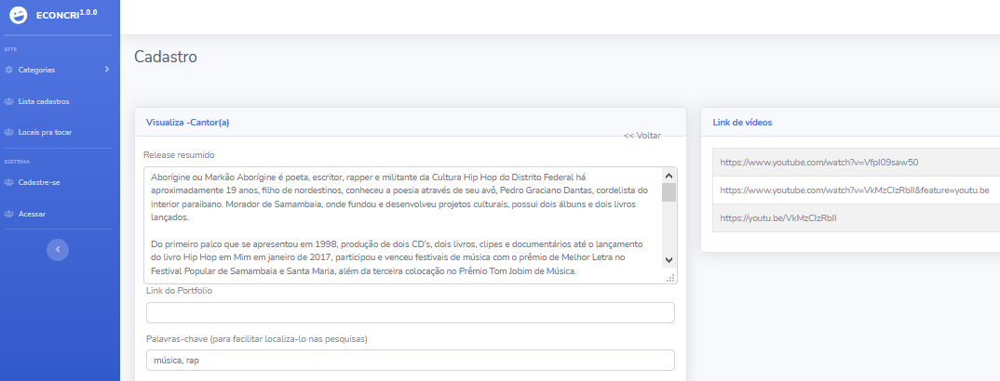 ECONCRI1.0.0
SITE
Categorias
Lista cadastros
Locais pra tocar
SISTEMA
Cadastre-se
Acessar
Cadastro
Visualiza -Cantor(a)
<< Voltar
Release resumido
Aborígine ou Markão Aborígine é poeta, escritor, rapper e militante da Cultura Hip Hop do Distrito Federal há
aproximadamente 19 anos, filho de nordestinos, conheceu a poesia através de seu avô, Pedro Graciano Dantas, cordelista do
interior paraibano. Morador de Samambaia, onde fundou e desenvolveu projetos culturais, possui dois álbuns e dois livros
lançados.
Do primeiro palco que se apresentou em 1998, produção de dois CD's, dois livros, clipes e documentários até o lançamento
do livro Hip Hop em Mim em janeiro de 2017, participou e venceu festivais de música com o prêmio de Melhor Letra no
Festival Popular de Samambaia e Santa Maria, além da terceira colocação no Prêmio Tom Jobim de Música.
Link do Portfolio
Palavras-chave (para facilitar localiza-lo nas pesquisas)
música, rap
Link de vídeos
https://www.youtube.com/watch?v=VfpI09saw50
https://www.youtube.com/watch?v=VkMzCIzRbII&feature=youtu.be
https://youtu.be/VkMzCIzRbII